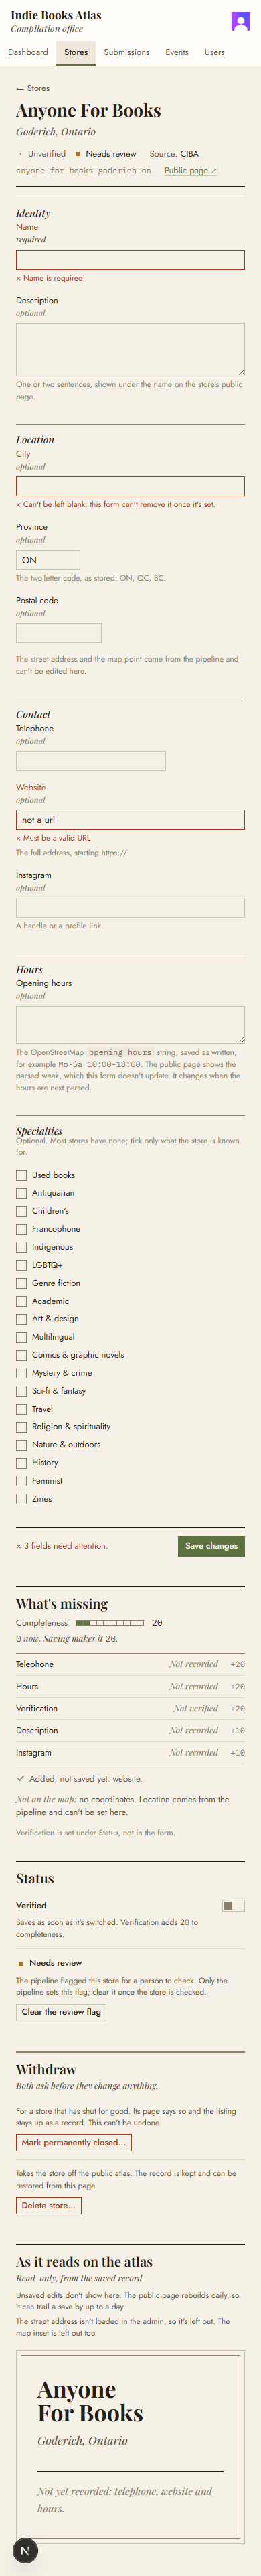 Indie Books Atlas
Compilation office
Dashboard Stores Submissions Events Users
← Stores
Anyone For Books
Goderich, Ontario
Unverified Needs review Source: CIBA
anyone-for-books-goderich-on Public page ↗
Identity
Name
required
× Name is required
Description
optional
One or two sentences, shown under the name on the store's public
page.
Location
City
optional
× Can't be left blank: this form can't remove it once it's set.
Province
optional
ON
The two-letter code, as stored: ON, QC, BC.
Postal code
optional
The street address and the map point come from the pipeline and
can't be edited here.
Contact
Telephone
optional
Website
optional
not a url
× Must be a valid URL
The full address, starting https://
Instagram
optional
A handle or a profile link.
Hours
Opening hours
optional
The OpenStreetMap opening_hours string, saved as written,
for example Mo-Sa 10:00-18:00. The public page shows the
parsed week, which this form doesn't update. It changes when the
hours are next parsed.
Specialties
Optional. Most stores have none; tick only what the store is known
for.
Used books
Antiquarian
Children's
Francophone
Indigenous
LGBTQ+
Genre fiction
Academic
Art & design
Multilingual
Comics & graphic novels
Mystery & crime
Sci-fi & fantasy
Travel
Religion & spirituality
Nature & outdoors
History
Feminist
Zines
× 3 fields need attention. Save changes
What's missing
Completeness 20
0 now. Saving makes it 20.
Telephone Not recorded +20
Hours Not recorded +20
Verification Not verified +20
Description Not recorded +10
Instagram Not recorded +10
✓ Added, not saved yet: website.
Not on the map: no coordinates. Location comes from the
pipeline and can't be set here.
Verification is set under Status, not in the form.
Status
Verified
Saves as soon as it's switched. Verification adds 20 to
completeness.
Needs review
The pipeline flagged this store for a person to check. Only the
pipeline sets this flag; clear it once the store is checked.
Clear the review flag
Withdraw
Both ask before they change anything.
For a store that has shut for good. Its page says so and the listing
stays up as a record. This can't be undone.
Mark permanently closed...
Takes the store off the public atlas. The record is kept and can be
restored from this page.
Delete store...
As it reads on the atlas
Read-only, from the saved record
Unsaved edits don't show here. The public page rebuilds daily, so
it can trail a save by up to a day.
The street address isn't loaded in the admin, so it's left out. The
map inset is left out too.
Anyone
For Books
Goderich, Ontario
Not yet recorded: telephone, website and
hours.
N